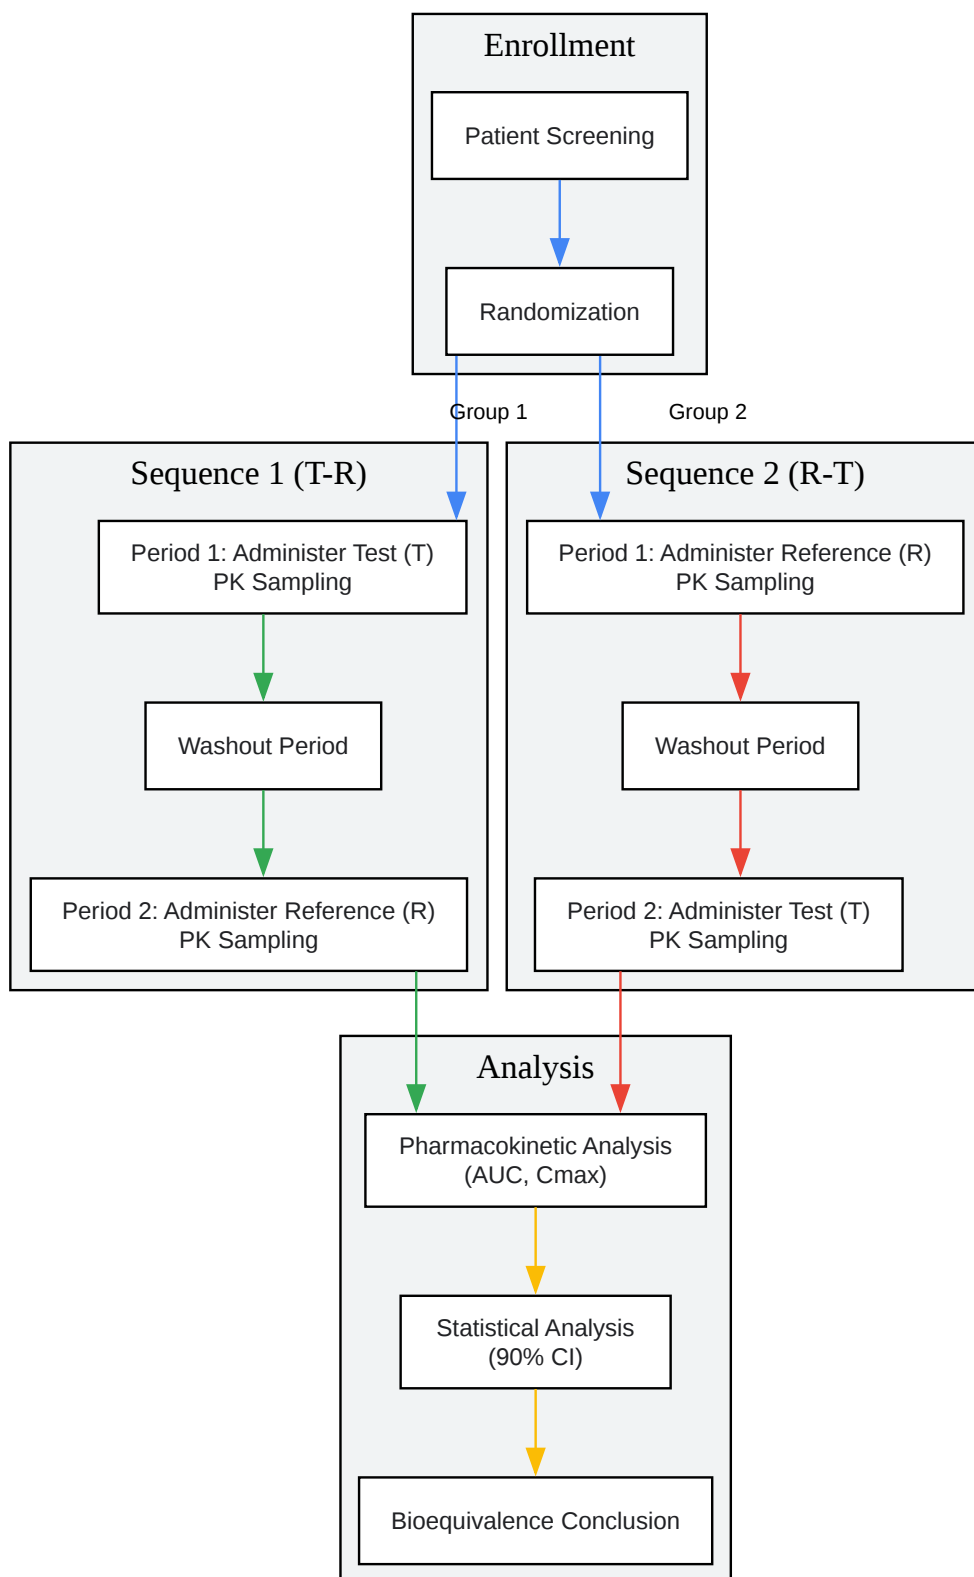 Enrollment
Patient Screening
Randomization
Group 1
Group 2
Sequence 1 (T-R)
Period 1: Administer Test (T)
PK Sampling
Washout Period
Period 2: Administer Reference (R)
PK Sampling
Sequence 2 (R-T)
Period 1: Administer Reference (R)
PK Sampling
Washout Period
Period 2: Administer Test (T)
PK Sampling
Analysis
Pharmacokinetic Analysis
(AUC, Cmax)
Statistical Analysis
(90% CI)
Bioequivalence Conclusion